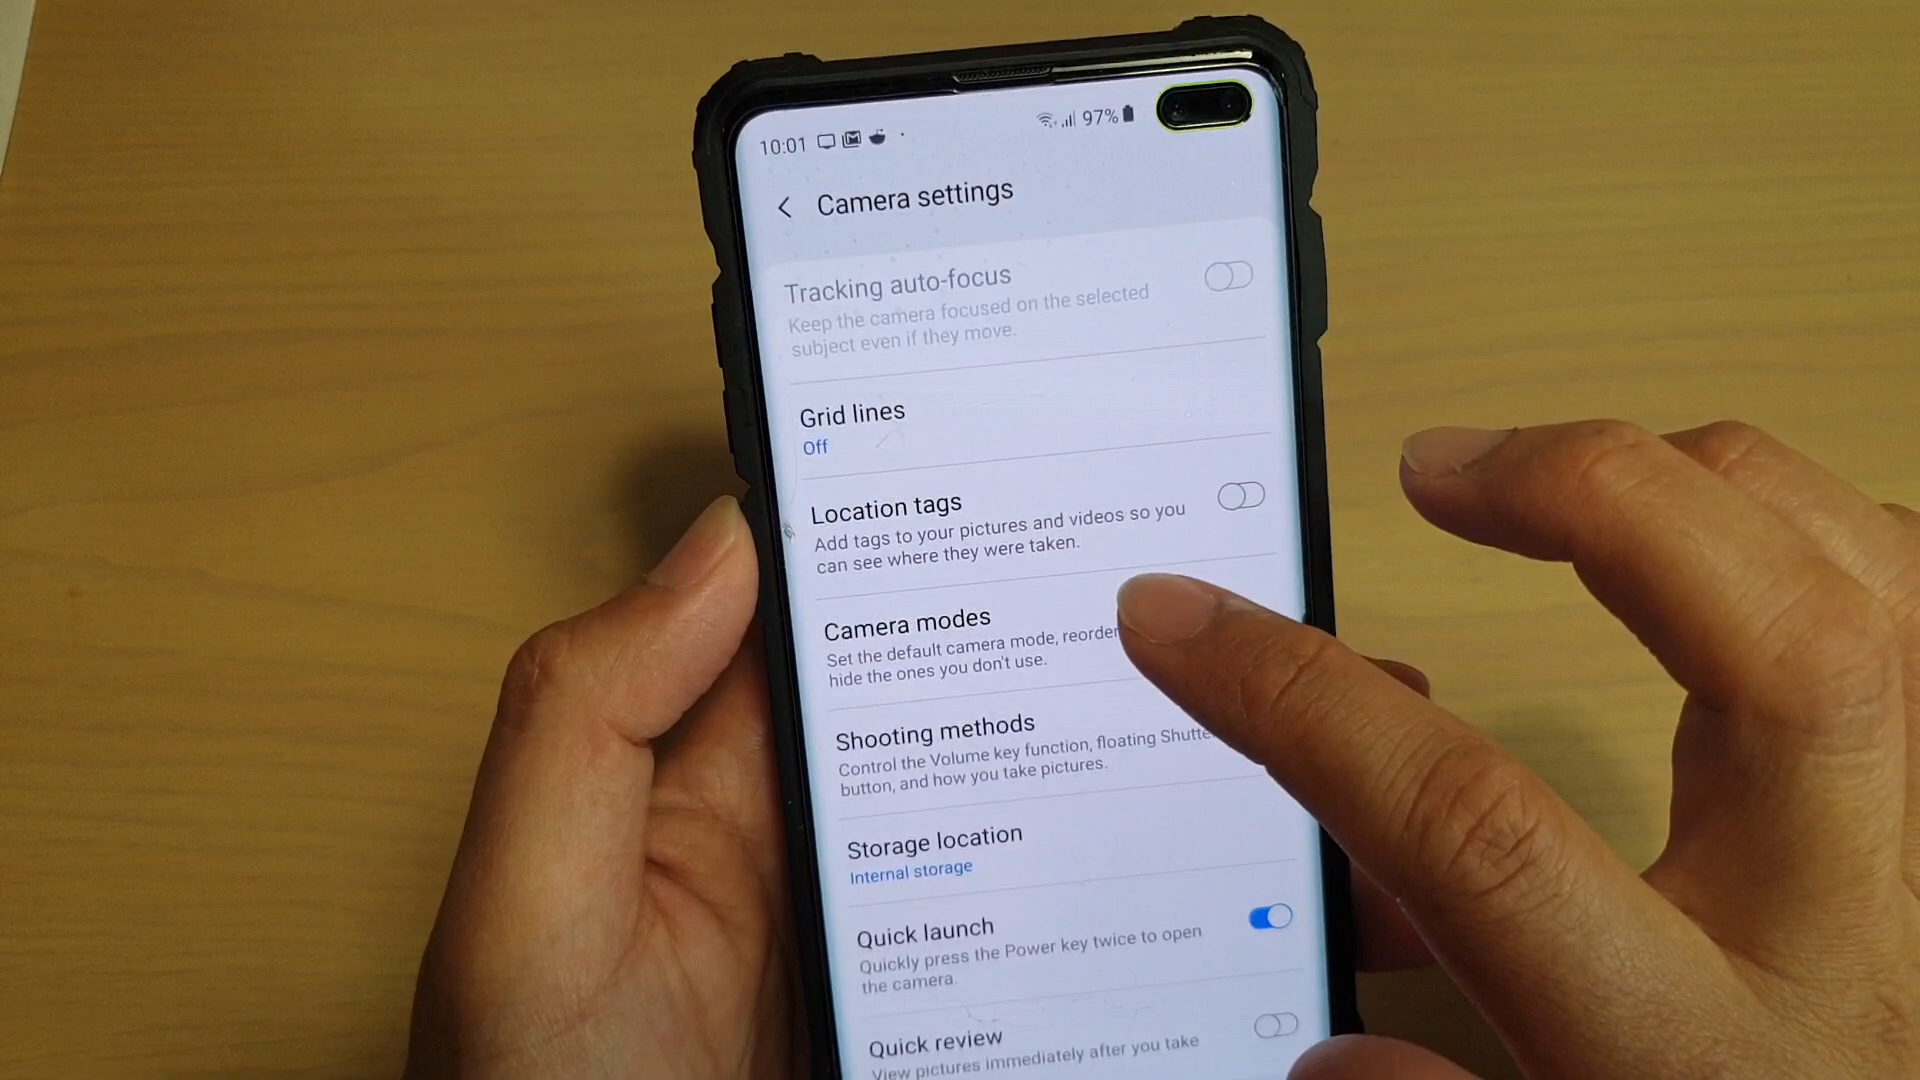 10:01
97%
Camera settings
Tracking auto-focus
Keep the camera focused on the selected
subject even if they move.
Grid lines
Off
Location tags
Add tags to your pictures and videos so you
can see where they were taken.
Camera modes
Set the default camera mode, reorder
hide the ones you don't use.
Shooting methods
Control the Volume key function, floating Shutte
button, and how you take pictures.
Storage location
Internal storage
Quick launch
Quickly press the Power key twice to open
the camera.
Quick review
View pictures immediately after you take